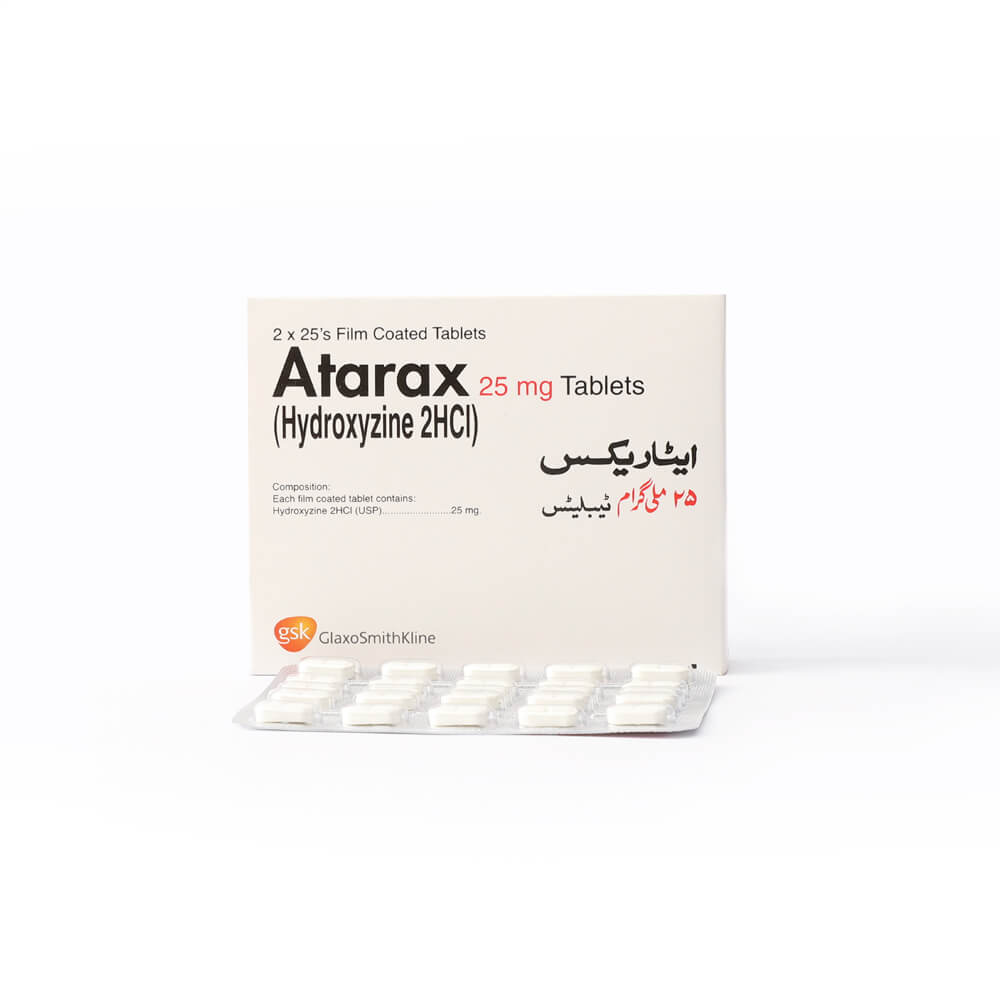 2 x 25's Film Coated Tablets
Atarax 25 mg Tablets
(Hydroxyzine 2HCl)
ایٹاریکس
۲۵ ملی گرام ٹیبلیٹس
Composition:
Each film coated tablet contains:
Hydroxyzine 2HCl (USP)........................25 mg.
gsk GlaxoSmithKline